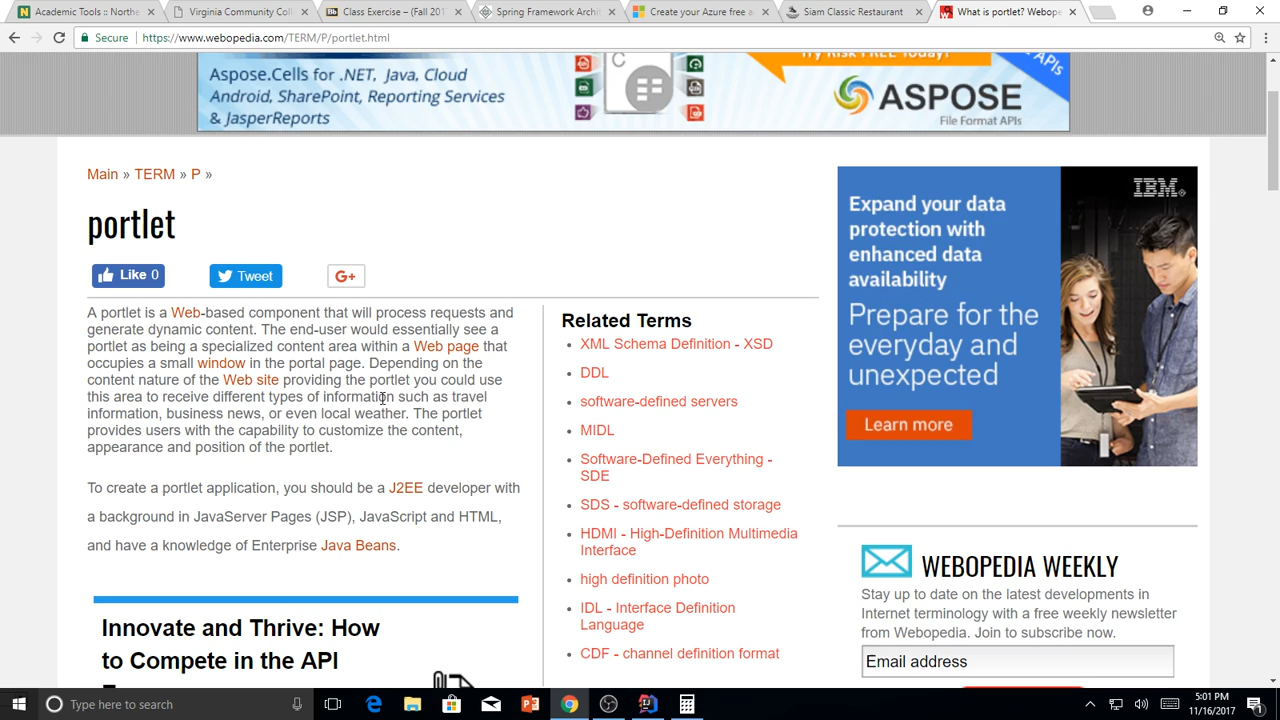 Academic Tools :: Northe
Virginia Community Coll
Class Exercise – (Fall 201
Spring Framework Archit
Create your Azure free a
Siam Classic Restaurant
What is portlet? Webope
Secure https://www.webopedia.com/TERM/P/portlet.html
Aspose.Cells for .NET, Java, Cloud
Android, SharePoint, Reporting Services
& JasperReports
Try Risk FREE Today!
APIs
ASPOSE
File Format APIs
Main » TERM » P »
portlet
Like 0
Tweet
G+
A portlet is a Web-based component that will process requests and
generate dynamic content. The end-user would essentially see a
portlet as being a specialized content area within a Web page that
occupies a small window in the portal page. Depending on the
content nature of the Web site providing the portlet you could use
this area to receive different types of information such as travel
information, business news, or even local weather. The portlet
provides users with the capability to customize the content,
appearance and position of the portlet.
To create a portlet application, you should be a J2EE developer with
a background in JavaServer Pages (JSP), JavaScript and HTML,
and have a knowledge of Enterprise Java Beans.
Innovate and Thrive: How
to Compete in the API
Related Terms
XML Schema Definition - XSD
DDL
software-defined servers
MIDL
Software-Defined Everything -
SDE
SDS - software-defined storage
HDMI - High-Definition Multimedia
Interface
high definition photo
IDL - Interface Definition
Language
CDF - channel definition format
IBM
Expand your data
protection with
enhanced data
availability
Prepare for the
everyday and
unexpected
Learn more
WEBOPEDIA WEEKLY
Stay up to date on the latest developments in
Internet terminology with a free weekly newsletter
from Webopedia. Join to subscribe now.
Email address
Type here to search
5:01 PM
11/16/2017